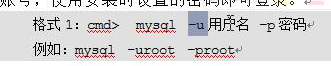 账号，使用安装时设置的密码即可登录。
格式 1：cmd>  mysql  -u用户名 -p密码
例如：mysql  -uroot  -proot